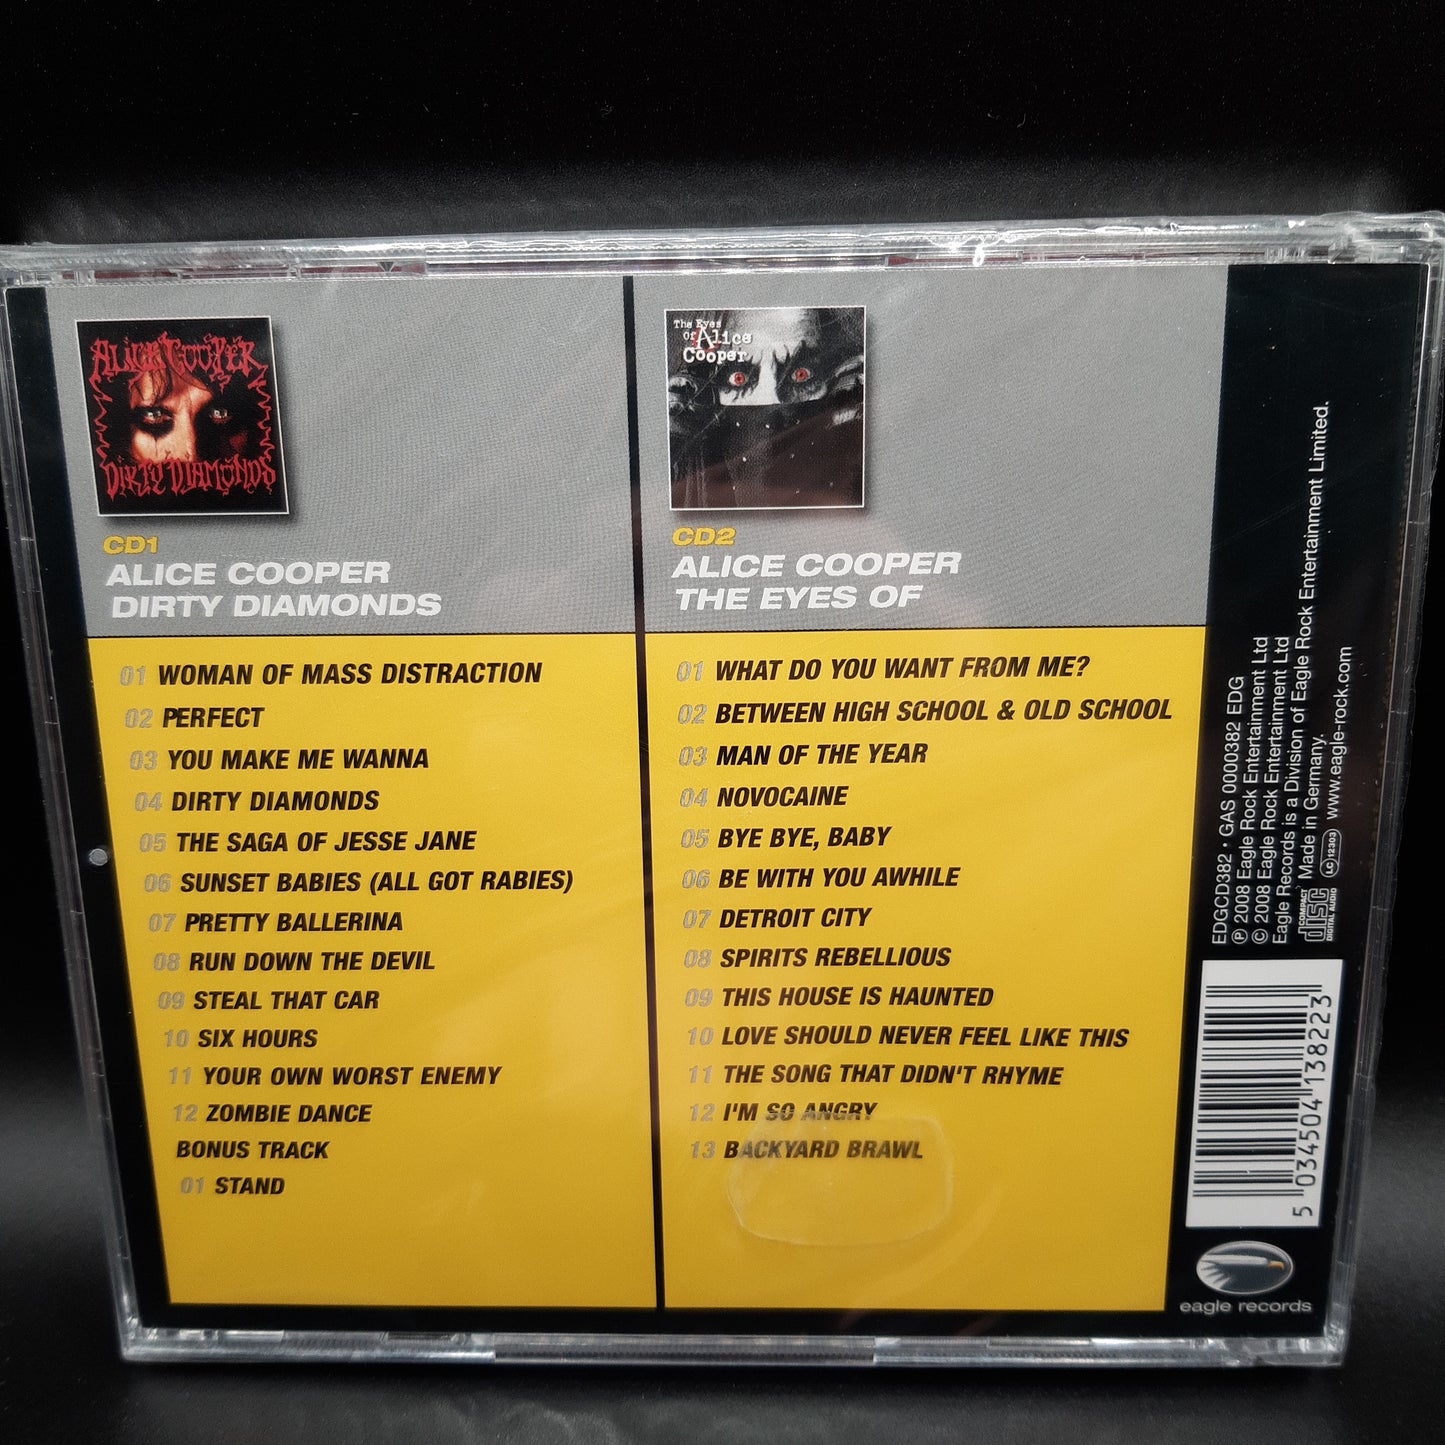 ALICE COOPER
DIRTY DIAMONDS
CD1
ALICE COOPER
DIRTY DIAMONDS
01 WOMAN OF MASS DISTRACTION
02 PERFECT
03 YOU MAKE ME WANNA
04 DIRTY DIAMONDS
05 THE SAGA OF JESSE JANE
06 SUNSET BABIES (ALL GOT RABIES)
07 PRETTY BALLERINA
08 RUN DOWN THE DEVIL
09 STEAL THAT CAR
10 SIX HOURS
11 YOUR OWN WORST ENEMY
12 ZOMBIE DANCE
BONUS TRACK
01 STAND
The Eyes
Of Alice
Cooper
CD2
ALICE COOPER
THE EYES OF
01 WHAT DO YOU WANT FROM ME?
02 BETWEEN HIGH SCHOOL & OLD SCHOOL
03 MAN OF THE YEAR
04 NOVOCAINE
05 BYE BYE, BABY
06 BE WITH YOU AWHILE
07 DETROIT CITY
08 SPIRITS REBELLIOUS
09 THIS HOUSE IS HAUNTED
10 LOVE SHOULD NEVER FEEL LIKE THIS
11 THE SONG THAT DIDN'T RHYME
12 I'M SO ANGRY
13 BACKYARD BRAWL
EDGCD382 • GAS 0000382 EDG
℗ 2008 Eagle Rock Entertainment Ltd
© 2008 Eagle Rock Entertainment Ltd
Eagle Records is a Division of Eagle Rock Entertainment Limited.
COMPACT disc DIGITAL AUDIO
Made in Germany.
LC 12303 www.eagle-rock.com
5 034504 138223
eagle records